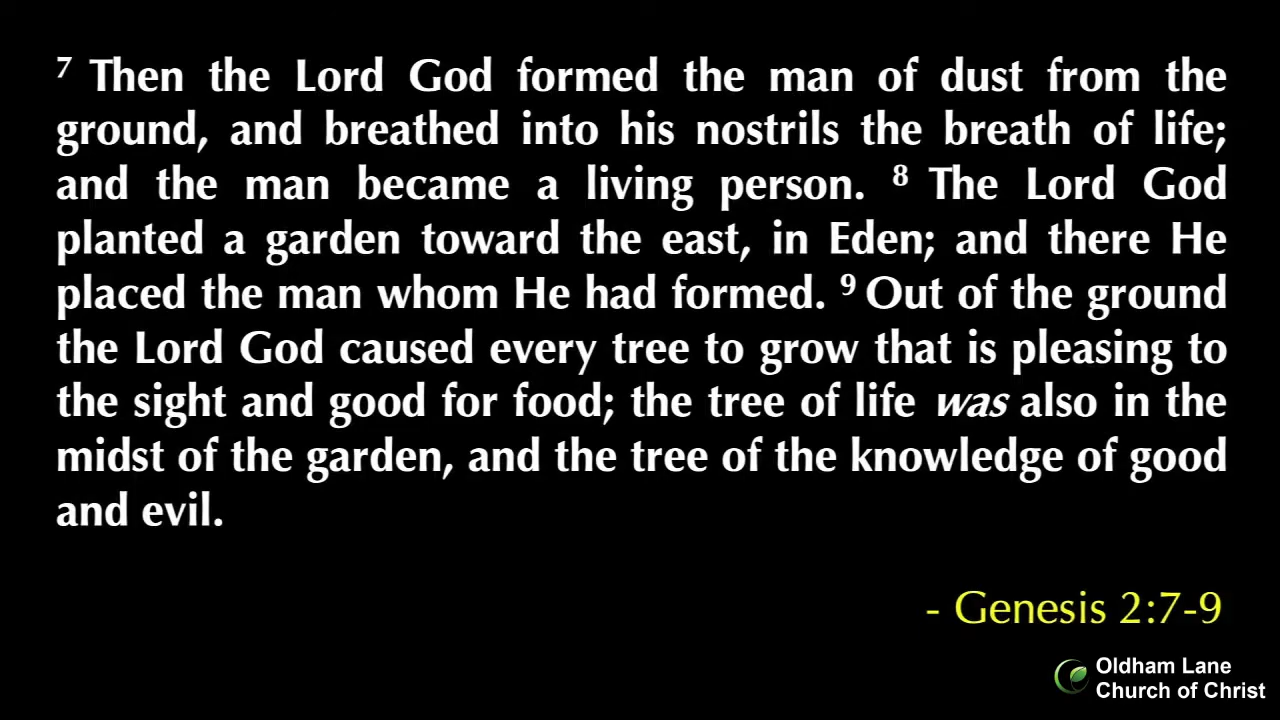 ⁷ Then the Lord God formed the man of dust from the
ground, and breathed into his nostrils the breath of life;
and the man became a living person. ⁸ The Lord God
planted a garden toward the east, in Eden; and there He
placed the man whom He had formed. ⁹ Out of the ground
the Lord God caused every tree to grow that is pleasing to
the sight and good for food; the tree of life was also in the
midst of the garden, and the tree of the knowledge of good
and evil.
- Genesis 2:7-9
Oldham Lane
Church of Christ